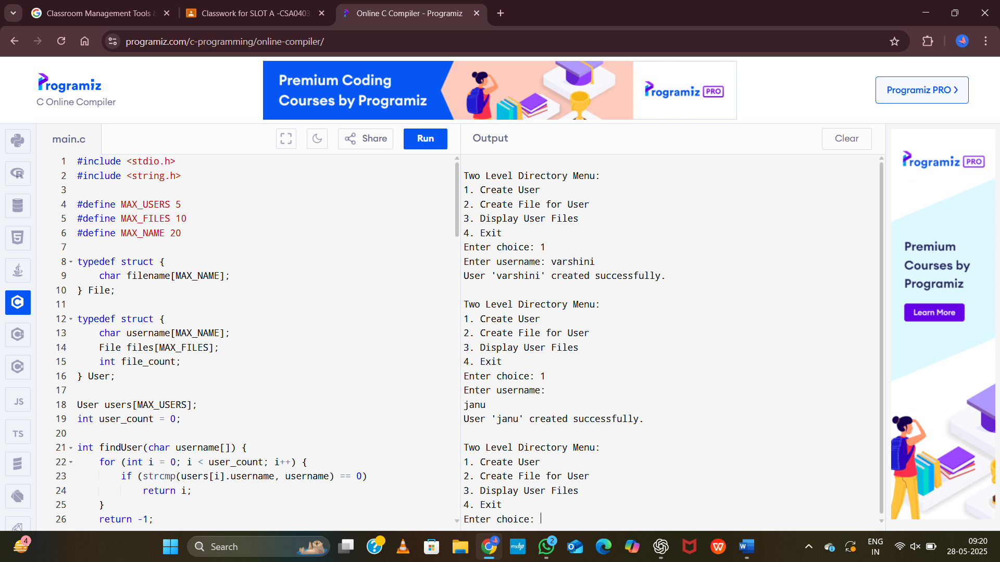 Classroom Management Tools &
Classwork for SLOT A -CSA0403
Online C Compiler - Programiz
programiz.com/c-programming/online-compiler/
Programiz
C Online Compiler
Premium Coding
Courses by Programiz
Programiz PRO
Programiz PRO >
main.c
Share
Run
Output
Clear
1 #include <stdio.h>
2 #include <string.h>
3
4 #define MAX_USERS 5
5 #define MAX_FILES 10
6 #define MAX_NAME 20
7
8 typedef struct {
9     char filename[MAX_NAME];
10 } File;
11
12 typedef struct {
13     char username[MAX_NAME];
14     File files[MAX_FILES];
15     int file_count;
16 } User;
17
18 User users[MAX_USERS];
19 int user_count = 0;
20
21 int findUser(char username[]) {
22     for (int i = 0; i < user_count; i++) {
23         if (strcmp(users[i].username, username) == 0)
24             return i;
25     }
26     return -1;
Two Level Directory Menu:
1. Create User
2. Create File for User
3. Display User Files
4. Exit
Enter choice: 1
Enter username: varshini
User 'varshini' created successfully.
Two Level Directory Menu:
1. Create User
2. Create File for User
3. Display User Files
4. Exit
Enter choice: 1
Enter username:
janu
User 'janu' created successfully.
Two Level Directory Menu:
1. Create User
2. Create File for User
3. Display User Files
4. Exit
Enter choice:
Programiz PRO
Premium
Courses by
Programiz
Learn More
JS
TS
4
Search
myhp
2
W
ENG
IN
09:20
28-05-2025